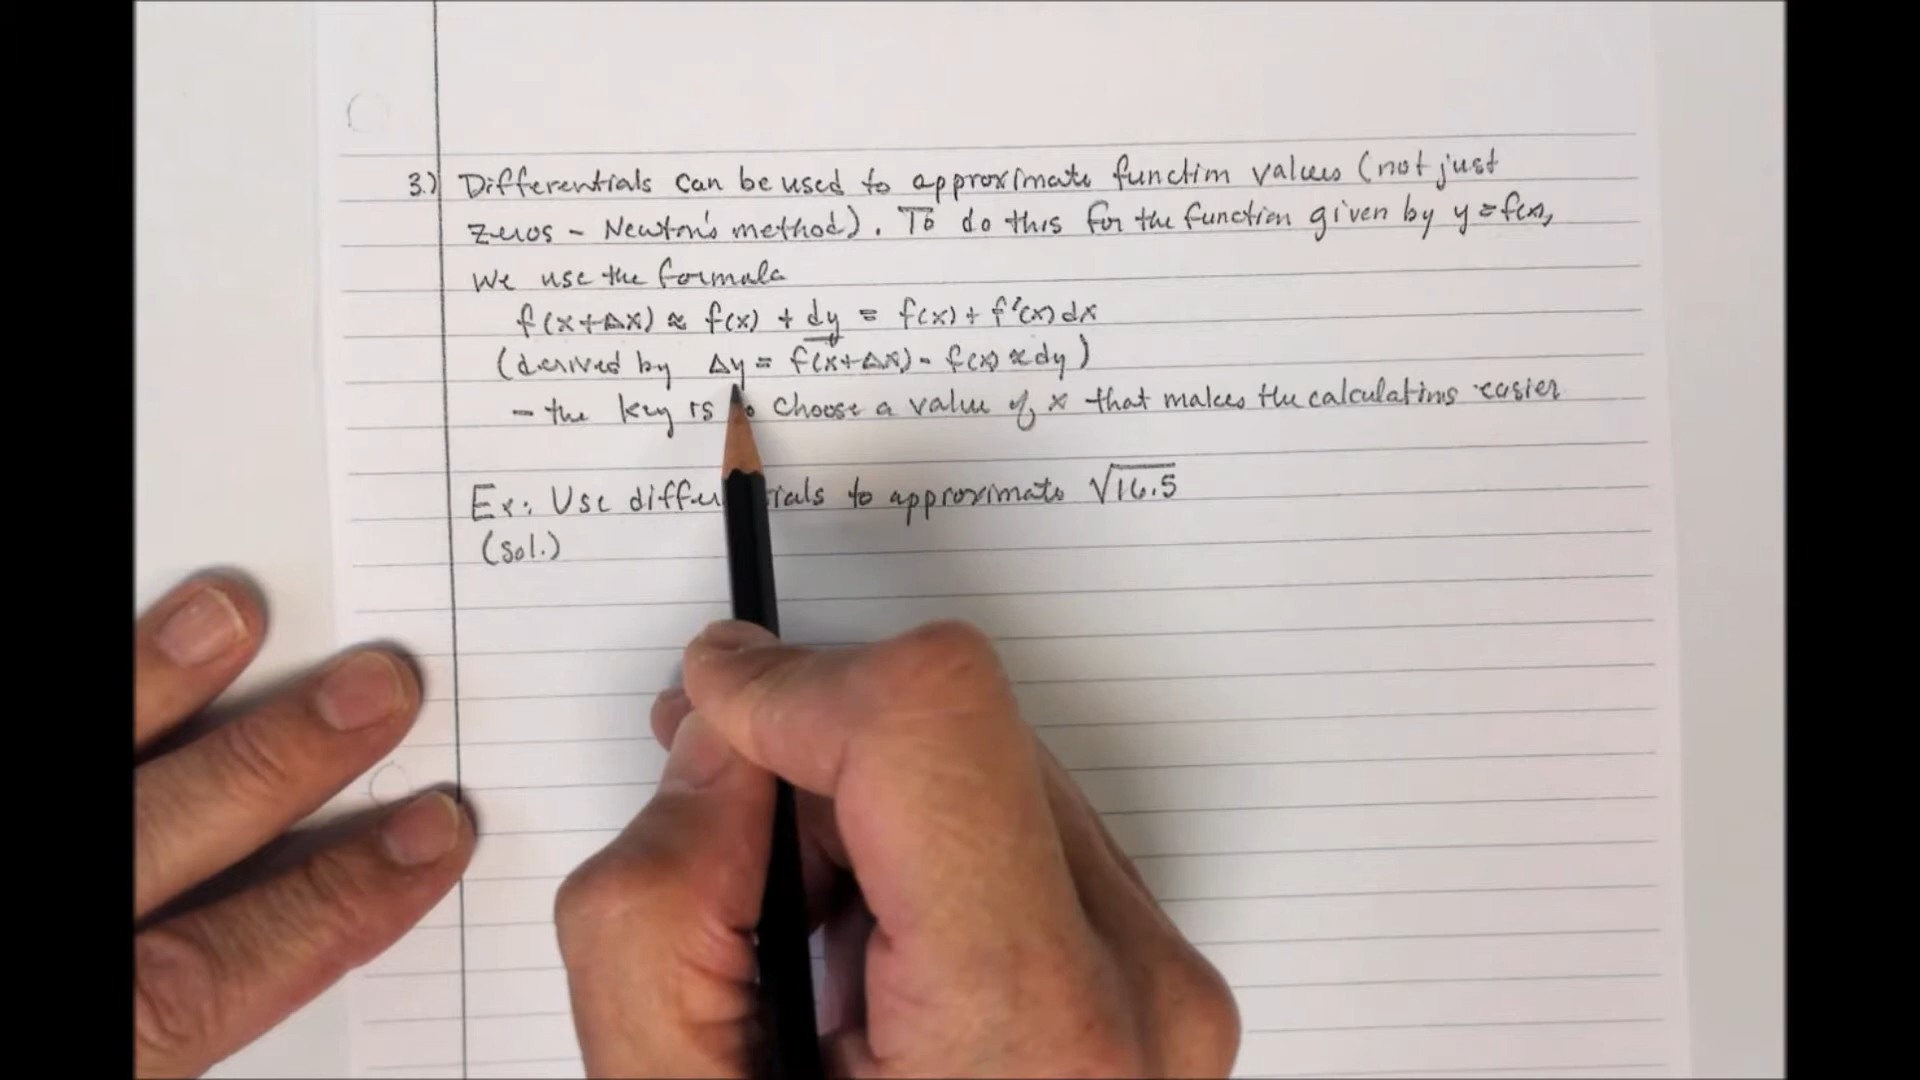 3.) Differentials can be used to approximate function values (not just
zeros - Newton's method). To do this for the function given by y = f(x),
We use the formula
f(x+Δx) ≈ f(x) + dy = f(x) + f'(x) dx
(derived by Δy = f(x+Δx) - f(x) ≈ dy)
- the key is choose a value of x that makes the calculations easier
Ex: Use differentials to approximate √16.5
(Sol.)